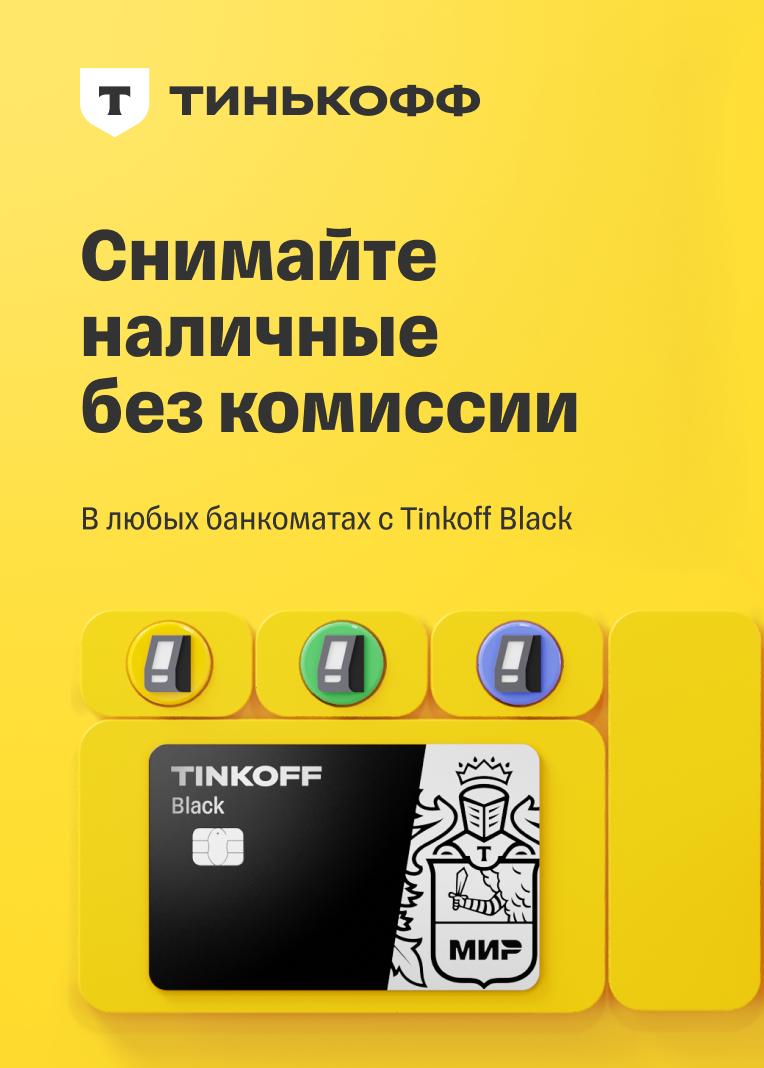 Т ТИНЬКОФФ
Снимайте
наличные
без комиссии
В любых банкоматах с Tinkoff Black
TINKOFF
Black
Т
МИР